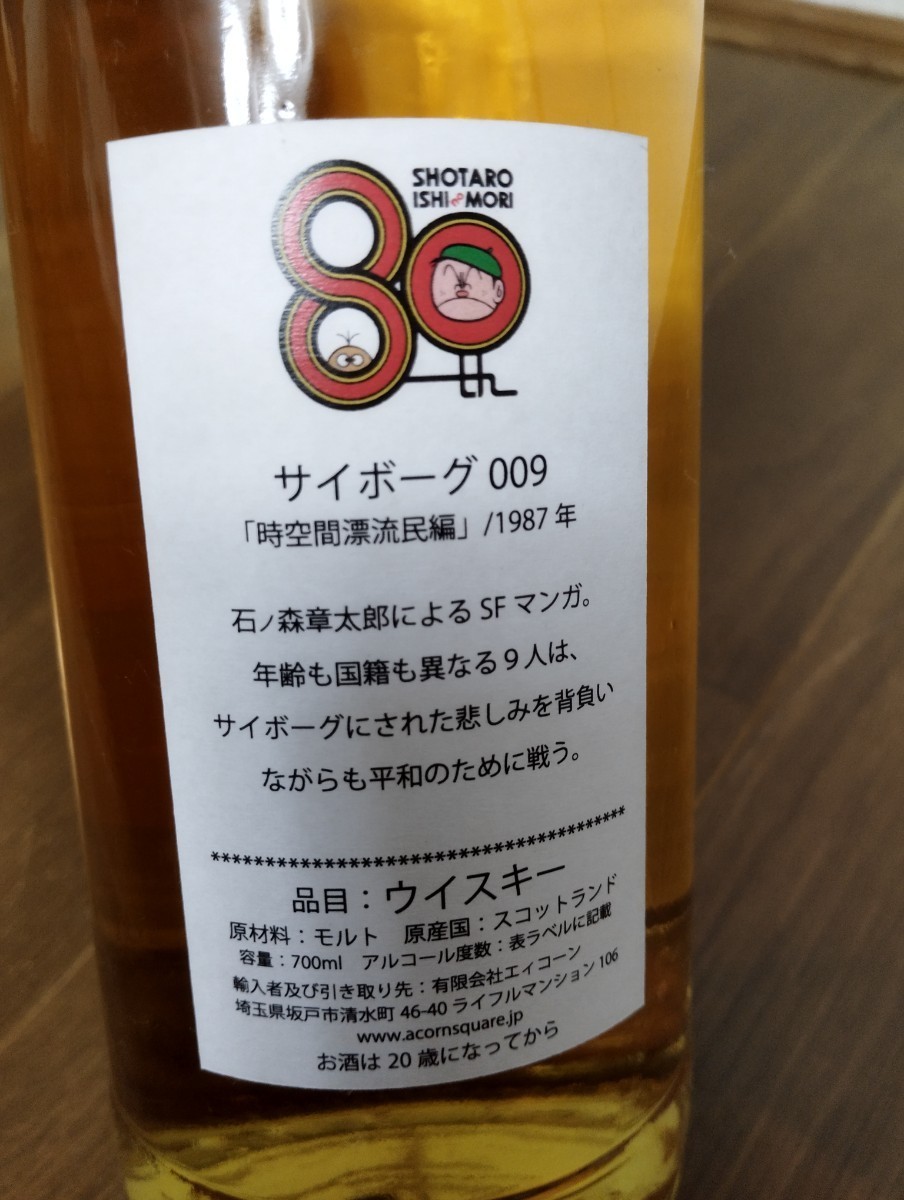 SHOTARO
ISHI NO MORI
80th
サイボーグ 009
「時空間漂流民編」/1987 年
石ノ森章太郎による SF マンガ。
年齢も国籍も異なる 9 人は、
サイボーグにされた悲しみを背負い
ながらも平和のために戦う。
****************************************
品目：ウイスキー
原材料：モルト 原産国：スコットランド
容量：700ml アルコール度数：表ラベルに記載
輸入者及び引き取り先：有限会社エィコーン
埼玉県坂戸市清水町 46-40 ライフルマンション 106
www.acornsquare.jp
お酒は 20 歳になってから